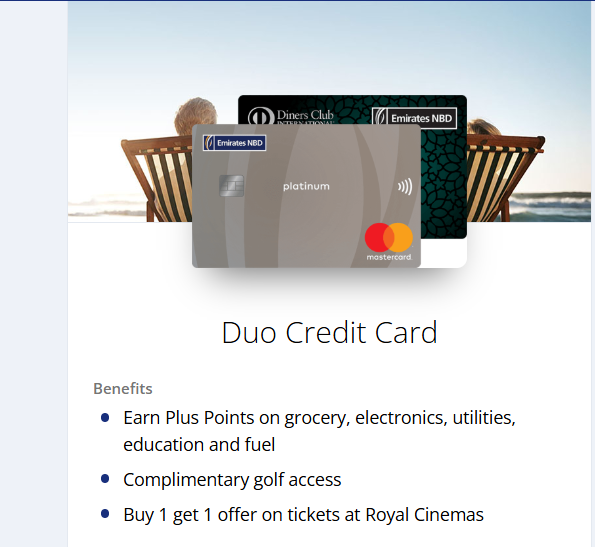 Diners Club
INTERNATIONAL
Emirates NBD
Emirates NBD
platinum
mastercard
Duo Credit Card
Benefits
Earn Plus Points on grocery, electronics, utilities,
education and fuel
Complimentary golf access
Buy 1 get 1 offer on tickets at Royal Cinemas